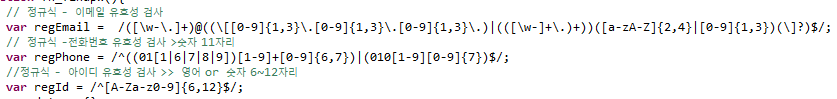 // 정규식 - 이메일 유효성 검사
var regEmail =  /([\w-\.]+)@((\[[0-9]{1,3}\.[0-9]{1,3}\.[0-9]{1,3}\.)|(([\w-]+\.)+))([a-zA-Z]{2,4}|[0-9]{1,3})(\]?)$/;
// 정규식 -전화번호 유효성 검사 >숫자 11자리
var regPhone = /^((01[1|6|7|8|9])[1-9]+[0-9]{6,7})|(010[1-9][0-9]{7})$/;
//정규식 - 아이디 유효성 검사 >> 영어 or 숫자 6~12자리
var regId = /^[A-Za-z0-9]{6,12}$/;